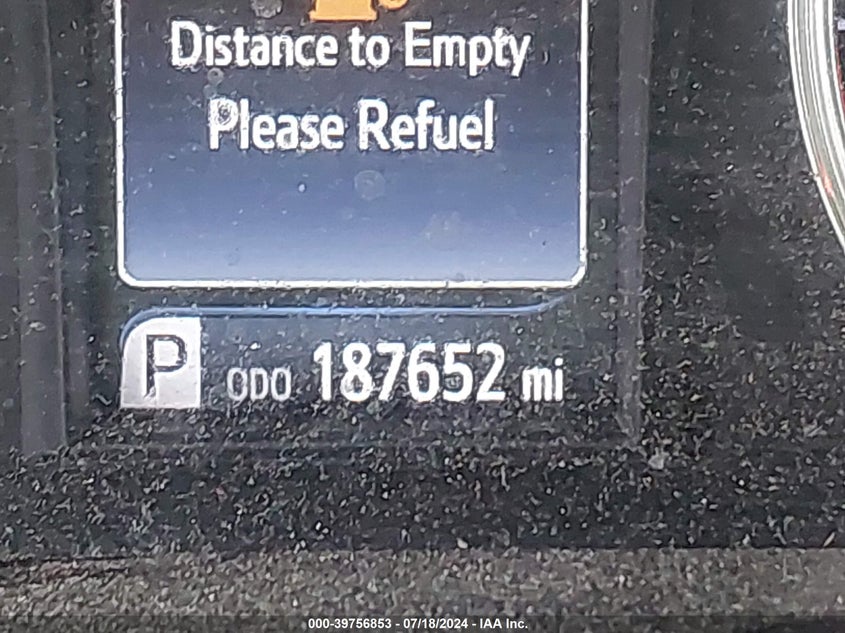 Distance to Empty
Please Refuel
P ODO 187652 mi
000-39756853 - 07/18/2024 - IAA Inc.